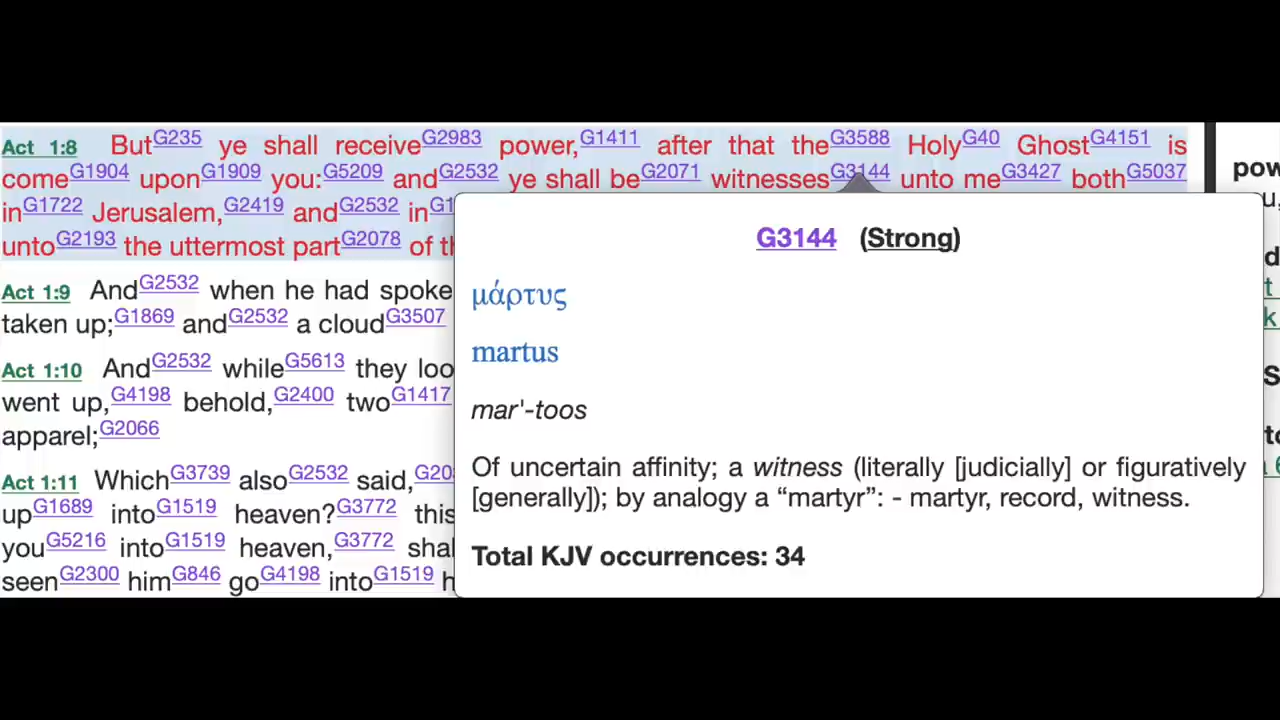 Act 1:8 ButG235 ye shall receiveG2983 power,G1411 after that theG3588 HolyG40 GhostG4151 is
comeG1904 uponG1909 you:G5209 andG2532 ye shall beG2071 witnessesG3144 unto meG3427 bothG5037
inG1722 Jerusalem,G2419 andG2532 inG1
untoG2193 the uttermost partG2078 of th
Act 1:9 AndG2532 when he had spoke
taken up;G1869 andG2532 a cloudG3507
Act 1:10 AndG2532 whileG5613 they loo
went up,G4198 behold,G2400 twoG1417
apparel;G2066
Act 1:11 WhichG3739 alsoG2532 said,G20
upG1689 intoG1519 heaven?G3772 this
youG5216 intoG1519 heaven,G3772 shal
seenG2300 himG846 goG4198 intoG1519 h
G3144 (Strong)
μάρτυς
martus
mar'-toos
Of uncertain affinity; a witness (literally [judicially] or figuratively
[generally]); by analogy a “martyr”: - martyr, record, witness.
Total KJV occurrences: 34
pow